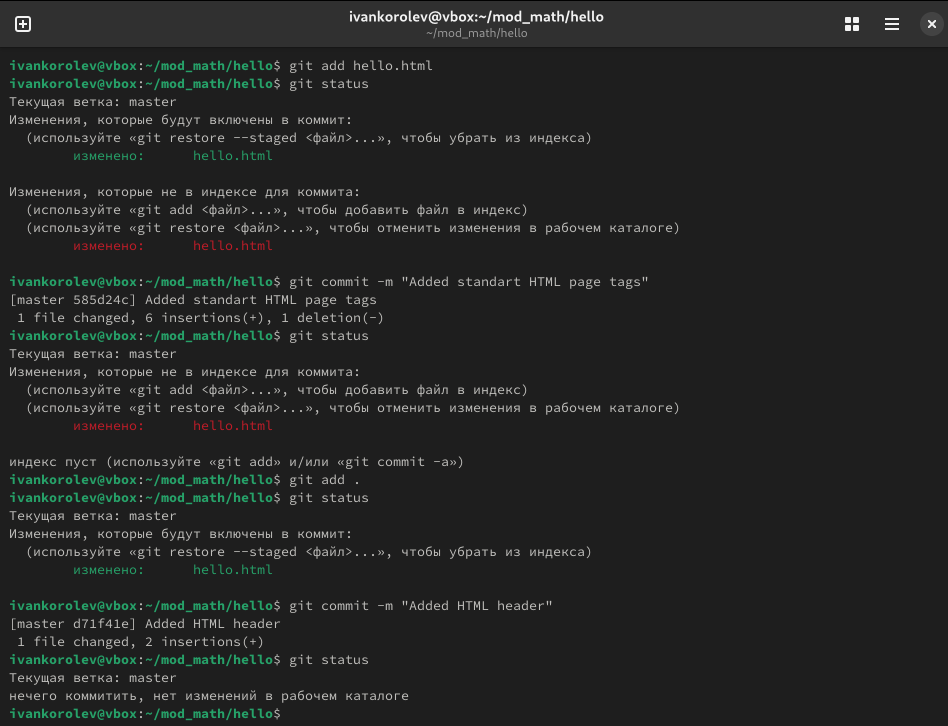 ivankorolev@vbox:~/mod_math/hello
~/mod_math/hello
ivankorolev@vbox:~/mod_math/hello$ git add hello.html
ivankorolev@vbox:~/mod_math/hello$ git status
Текущая ветка: master
Изменения, которые будут включены в коммит:
  (используйте «git restore --staged <файл>...», чтобы убрать из индекса)
        изменено:      hello.html
Изменения, которые не в индексе для коммита:
  (используйте «git add <файл>...», чтобы добавить файл в индекс)
  (используйте «git restore <файл>...», чтобы отменить изменения в рабочем каталоге)
        изменено:      hello.html
ivankorolev@vbox:~/mod_math/hello$ git commit -m "Added standart HTML page tags"
[master 585d24c] Added standart HTML page tags
 1 file changed, 6 insertions(+), 1 deletion(-)
ivankorolev@vbox:~/mod_math/hello$ git status
Текущая ветка: master
Изменения, которые не в индексе для коммита:
  (используйте «git add <файл>...», чтобы добавить файл в индекс)
  (используйте «git restore <файл>...», чтобы отменить изменения в рабочем каталоге)
        изменено:      hello.html
индекс пуст (используйте «git add» и/или «git commit -a»)
ivankorolev@vbox:~/mod_math/hello$ git add .
ivankorolev@vbox:~/mod_math/hello$ git status
Текущая ветка: master
Изменения, которые будут включены в коммит:
  (используйте «git restore --staged <файл>...», чтобы убрать из индекса)
        изменено:      hello.html
ivankorolev@vbox:~/mod_math/hello$ git commit -m "Added HTML header"
[master d71f41e] Added HTML header
 1 file changed, 2 insertions(+)
ivankorolev@vbox:~/mod_math/hello$ git status
Текущая ветка: master
нечего коммитить, нет изменений в рабочем каталоге
ivankorolev@vbox:~/mod_math/hello$